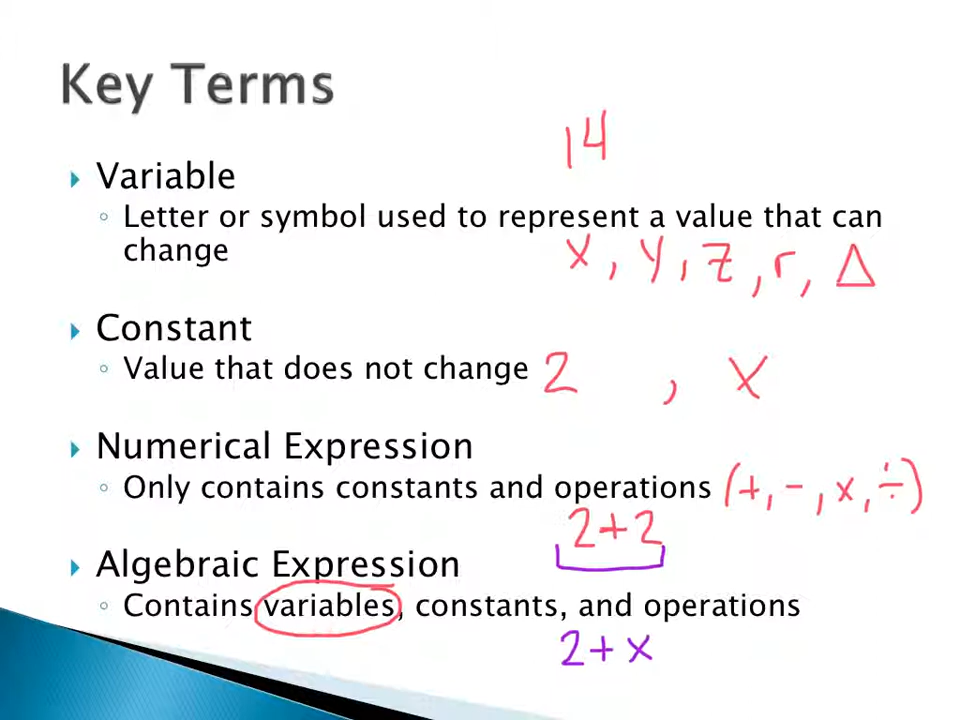 Key Terms
14
Variable
Letter or symbol used to represent a value that can
change
x, y, z, r, Δ
Constant
Value that does not change 2 , x
Numerical Expression
Only contains constants and operations (+, -, x, ÷)
2+2
Algebraic Expression
Contains variables, constants, and operations
2+x